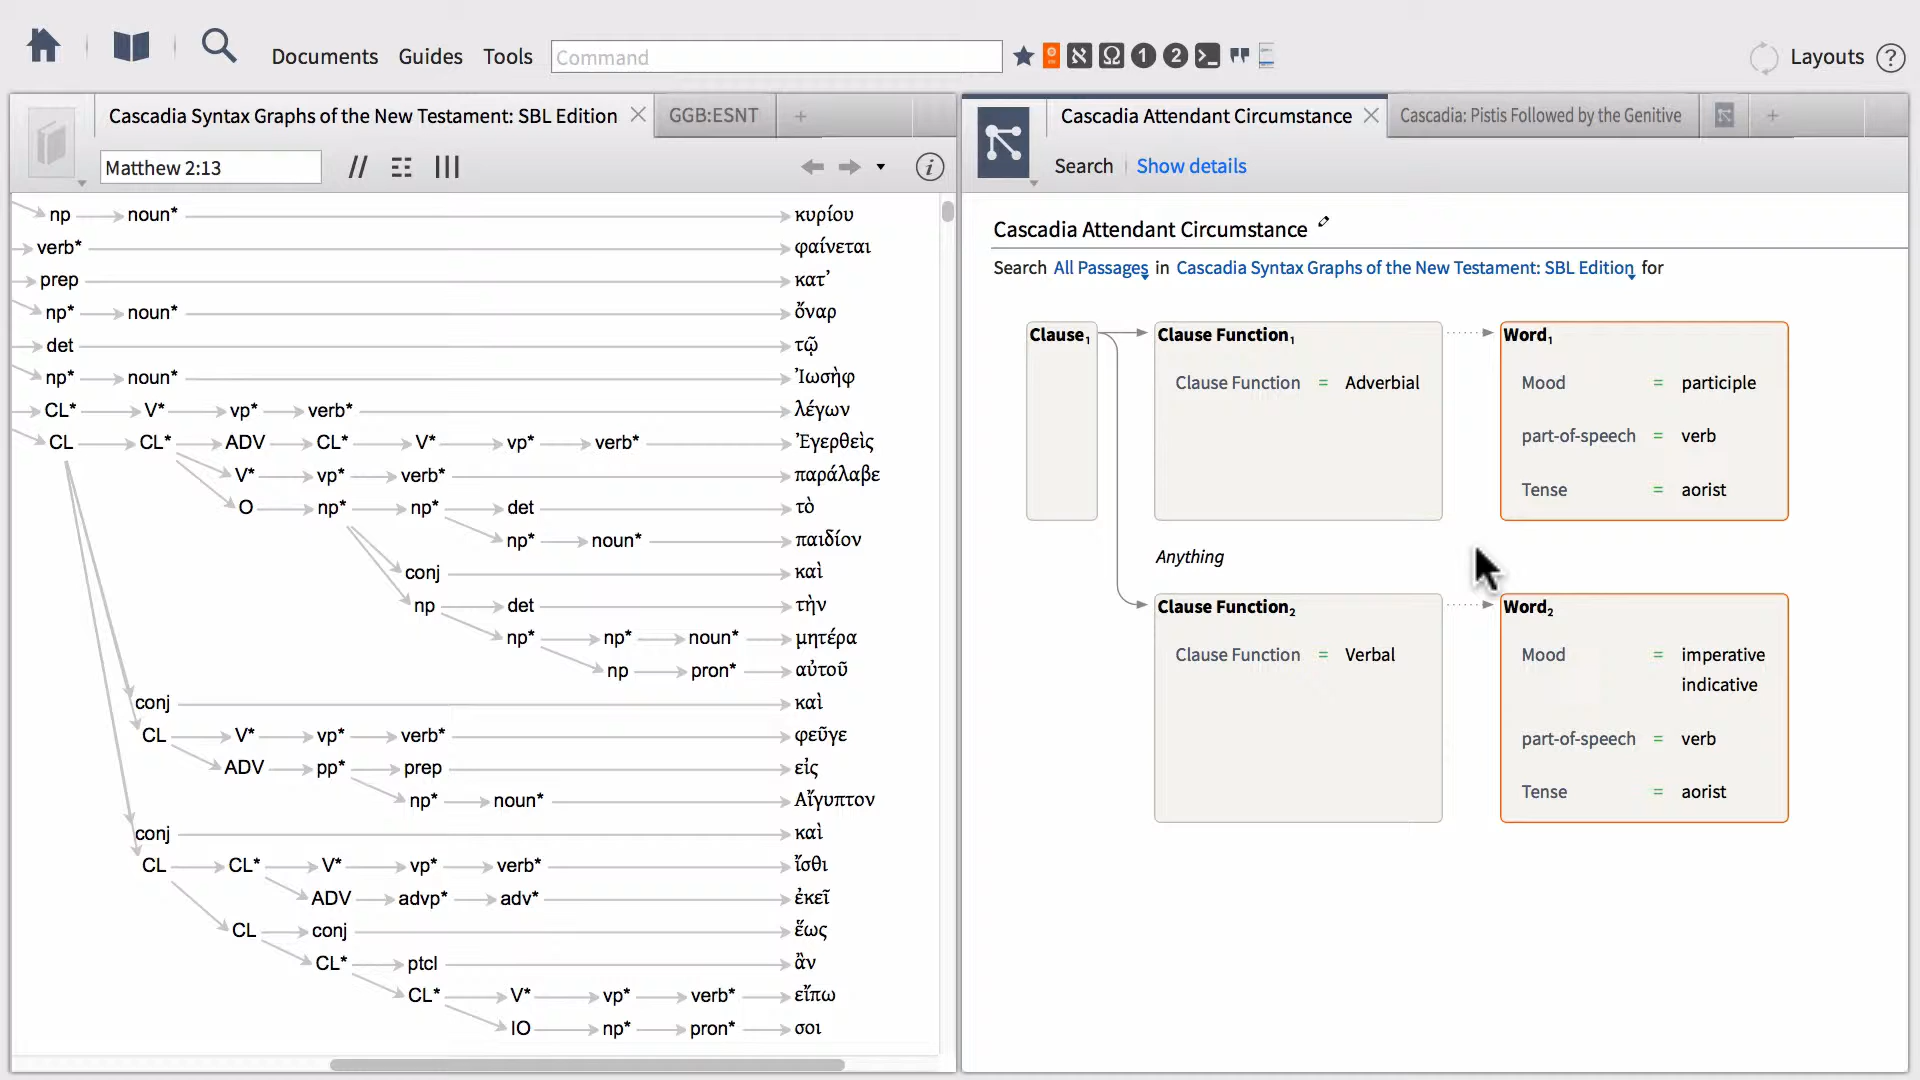 Documents Guides Tools Command Layouts ?
Cascadia Syntax Graphs of the New Testament: SBL Edition GGB:ESNT +
Matthew 2:13
np noun* κυρίου
verb* φαίνεται
prep κατ’
np* noun* ὄναρ
det τῷ
np* noun* Ἰωσὴφ
CL* V* vp* verb* λέγων
CL CL* ADV CL* V* vp* verb* Ἐγερθεὶς
V* vp* verb* παράλαβε
O np* np* det τὸ
np* noun* παιδίον
conj καὶ
np det τὴν
np* np* noun* μητέρα
np pron* αὐτοῦ
conj καὶ
CL V* vp* verb* φεῦγε
ADV pp* prep εἰς
np* noun* Αἴγυπτον
conj καὶ
CL CL* V* vp* verb* ἴσθι
ADV advp* adv* ἐκεῖ
CL conj ἕως
CL* ptcl ἂν
CL* V* vp* verb* εἴπω
IO np* pron* σοι
Cascadia Attendant Circumstance Cascadia: Pistis Followed by the Genitive +
Search Show details
Cascadia Attendant Circumstance
Search All Passages in Cascadia Syntax Graphs of the New Testament: SBL Edition for
Clause₁ Clause Function₁ Word₁
Clause Function = Adverbial Mood = participle
part-of-speech = verb
Tense = aorist
Anything
Clause Function₂ Word₂
Clause Function = Verbal Mood = imperative
indicative
part-of-speech = verb
Tense = aorist